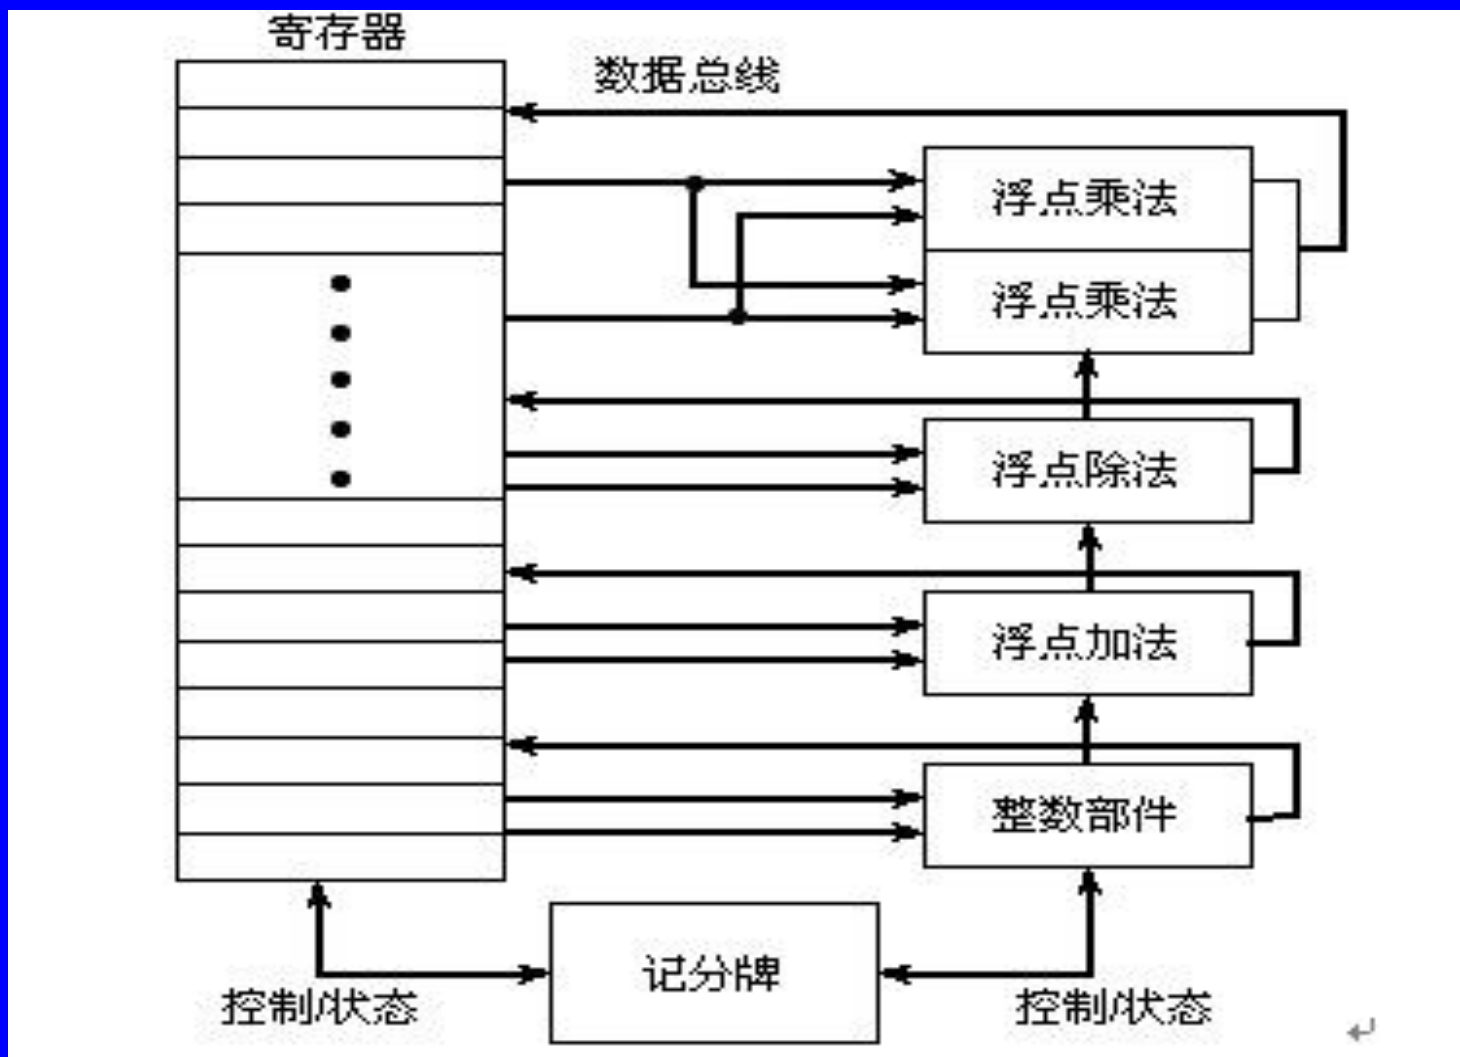 寄存器
数据总线
浮点乘法
浮点乘法
浮点除法
浮点加法
整数部件
记分牌
控制/状态
控制/状态